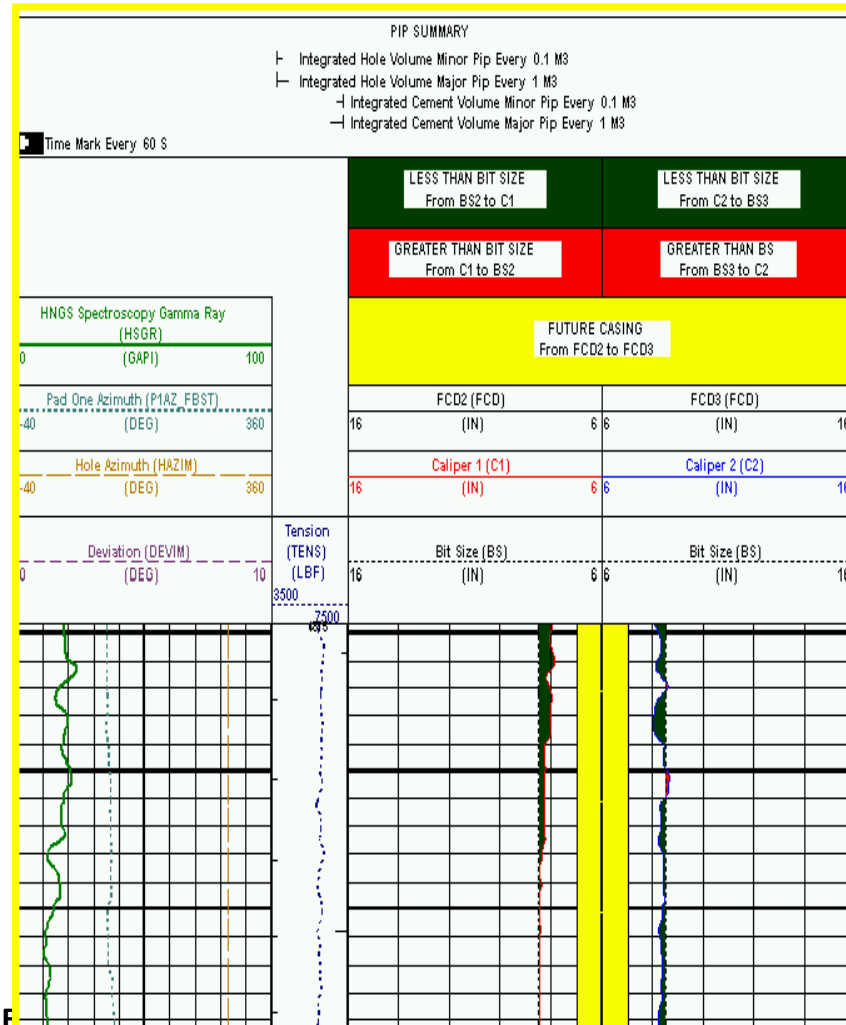 PIP SUMMARY
Integrated Hole Volume Minor Pip Every 0.1 M3
Integrated Hole Volume Major Pip Every 1 M3
Integrated Cement Volume Minor Pip Every 0.1 M3
Integrated Cement Volume Major Pip Every 1 M3
Time Mark Every 60 S
LESS THAN BIT SIZE
From BS2 to C1
LESS THAN BIT SIZE
From C2 to BS3
GREATER THAN BIT SIZE
From C1 to BS2
GREATER THAN BS
From BS3 to C2
HNGS Spectroscopy Gamma Ray
(HSGR)
0 (GAPI) 100
FUTURE CASING
From FCD2 to FCD3
Pad One Azimuth (P1AZ_FBST)
-40 (DEG) 360
FCD2 (FCD)
16 (IN) 6
FCD3 (FCD)
6 (IN) 16
Hole Azimuth (HAZIM)
-40 (DEG) 360
Caliper 1 (C1)
16 (IN) 6
Caliper 2 (C2)
6 (IN) 16
Deviation (DEVIM)
0 (DEG) 10
Tension
(TENS)
(LBF)
3500 7500
Bit Size (BS)
16 (IN) 6
Bit Size (BS)
6 (IN) 16